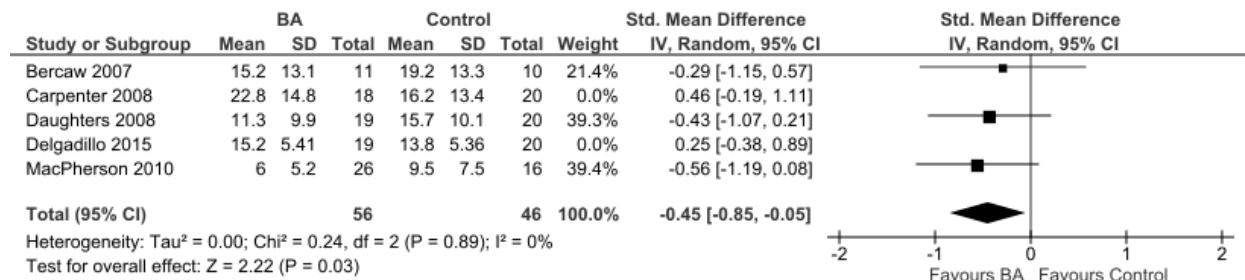 BA Control Std. Mean Difference Std. Mean Difference
Study or Subgroup Mean SD Total Mean SD Total Weight IV, Random, 95% CI IV, Random, 95% CI
Bercaw 2007 15.2 13.1 11 19.2 13.3 10 21.4% -0.29 [-1.15, 0.57]
Carpenter 2008 22.8 14.8 18 16.2 13.4 20 0.0% 0.46 [-0.19, 1.11]
Daughters 2008 11.3 9.9 19 15.7 10.1 20 39.3% -0.43 [-1.07, 0.21]
Delgadillo 2015 15.2 5.41 19 13.8 5.36 20 0.0% 0.25 [-0.38, 0.89]
MacPherson 2010 6 5.2 26 9.5 7.5 16 39.4% -0.56 [-1.19, 0.08]
Total (95% CI) 56 46 100.0% -0.45 [-0.85, -0.05]
Heterogeneity: Tau² = 0.00; Chi² = 0.24, df = 2 (P = 0.89); I² = 0%
Test for overall effect: Z = 2.22 (P = 0.03)
-2 -1 0 1 2
Favours BA Favours Control